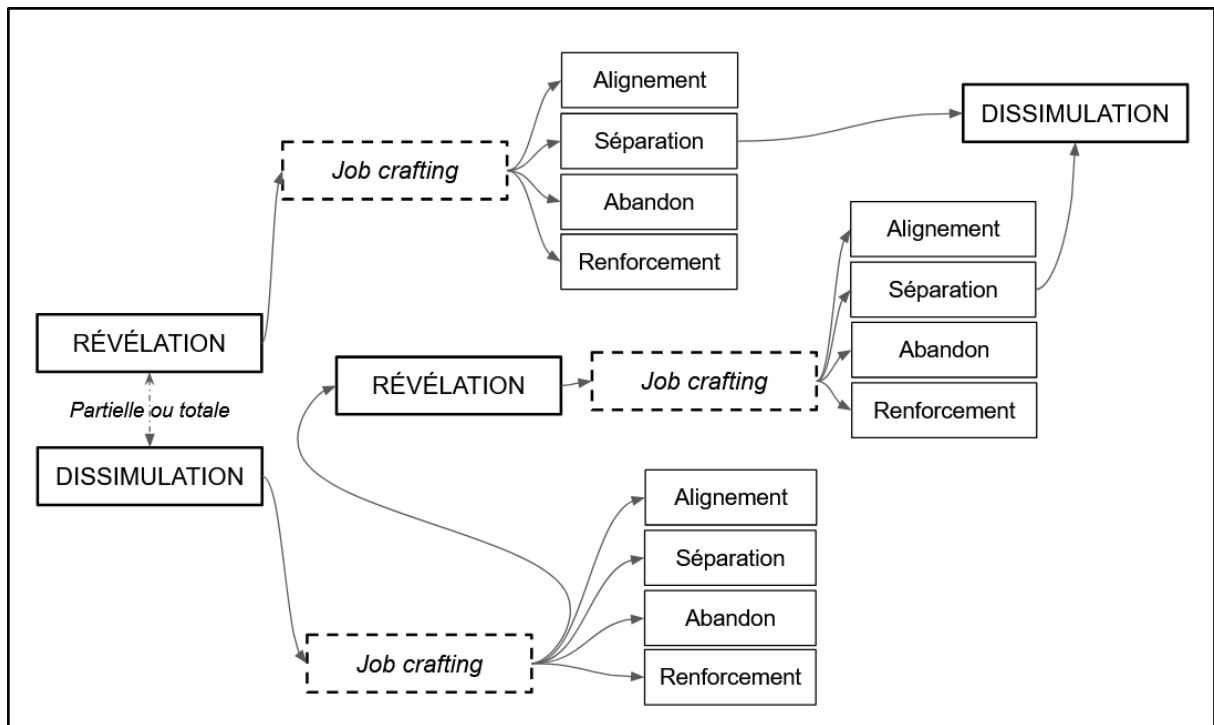 Alignement
Séparation
Abandon
Renforcement
Job crafting
DISSIMULATION
RÉVÉLATION
Partielle ou totale
DISSIMULATION
RÉVÉLATION
Job crafting
Alignement
Séparation
Abandon
Renforcement
Job crafting
Alignement
Séparation
Abandon
Renforcement